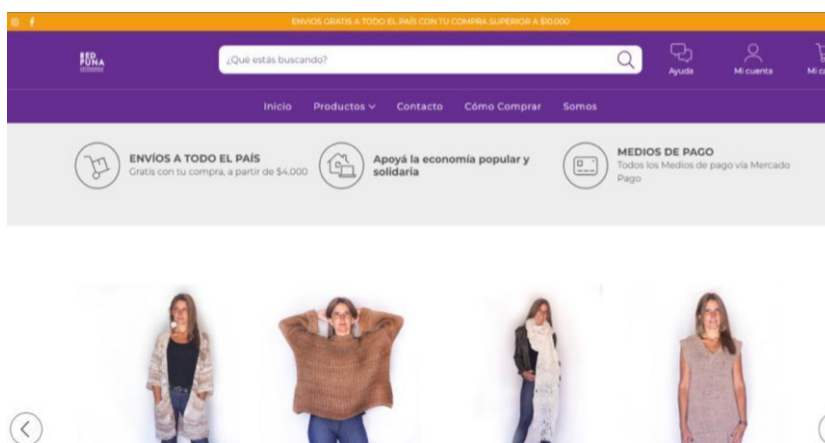 ENVIOS GRATIS A TODO EL PAÍS CON TU COMPRA SUPERIOR A $10.000
RED
PUNA
¿Qué estás buscando?
Ayuda
Mi cuenta
Inicio Productos Contacto Cómo Comprar Somos
ENVÍOS A TODO EL PAÍS
Gratis con tu compra, a partir de $4.000
Apoyá la economía popular y
solidaria
MEDIOS DE PAGO
Todos los Medios de pago vía Mercado
Pago